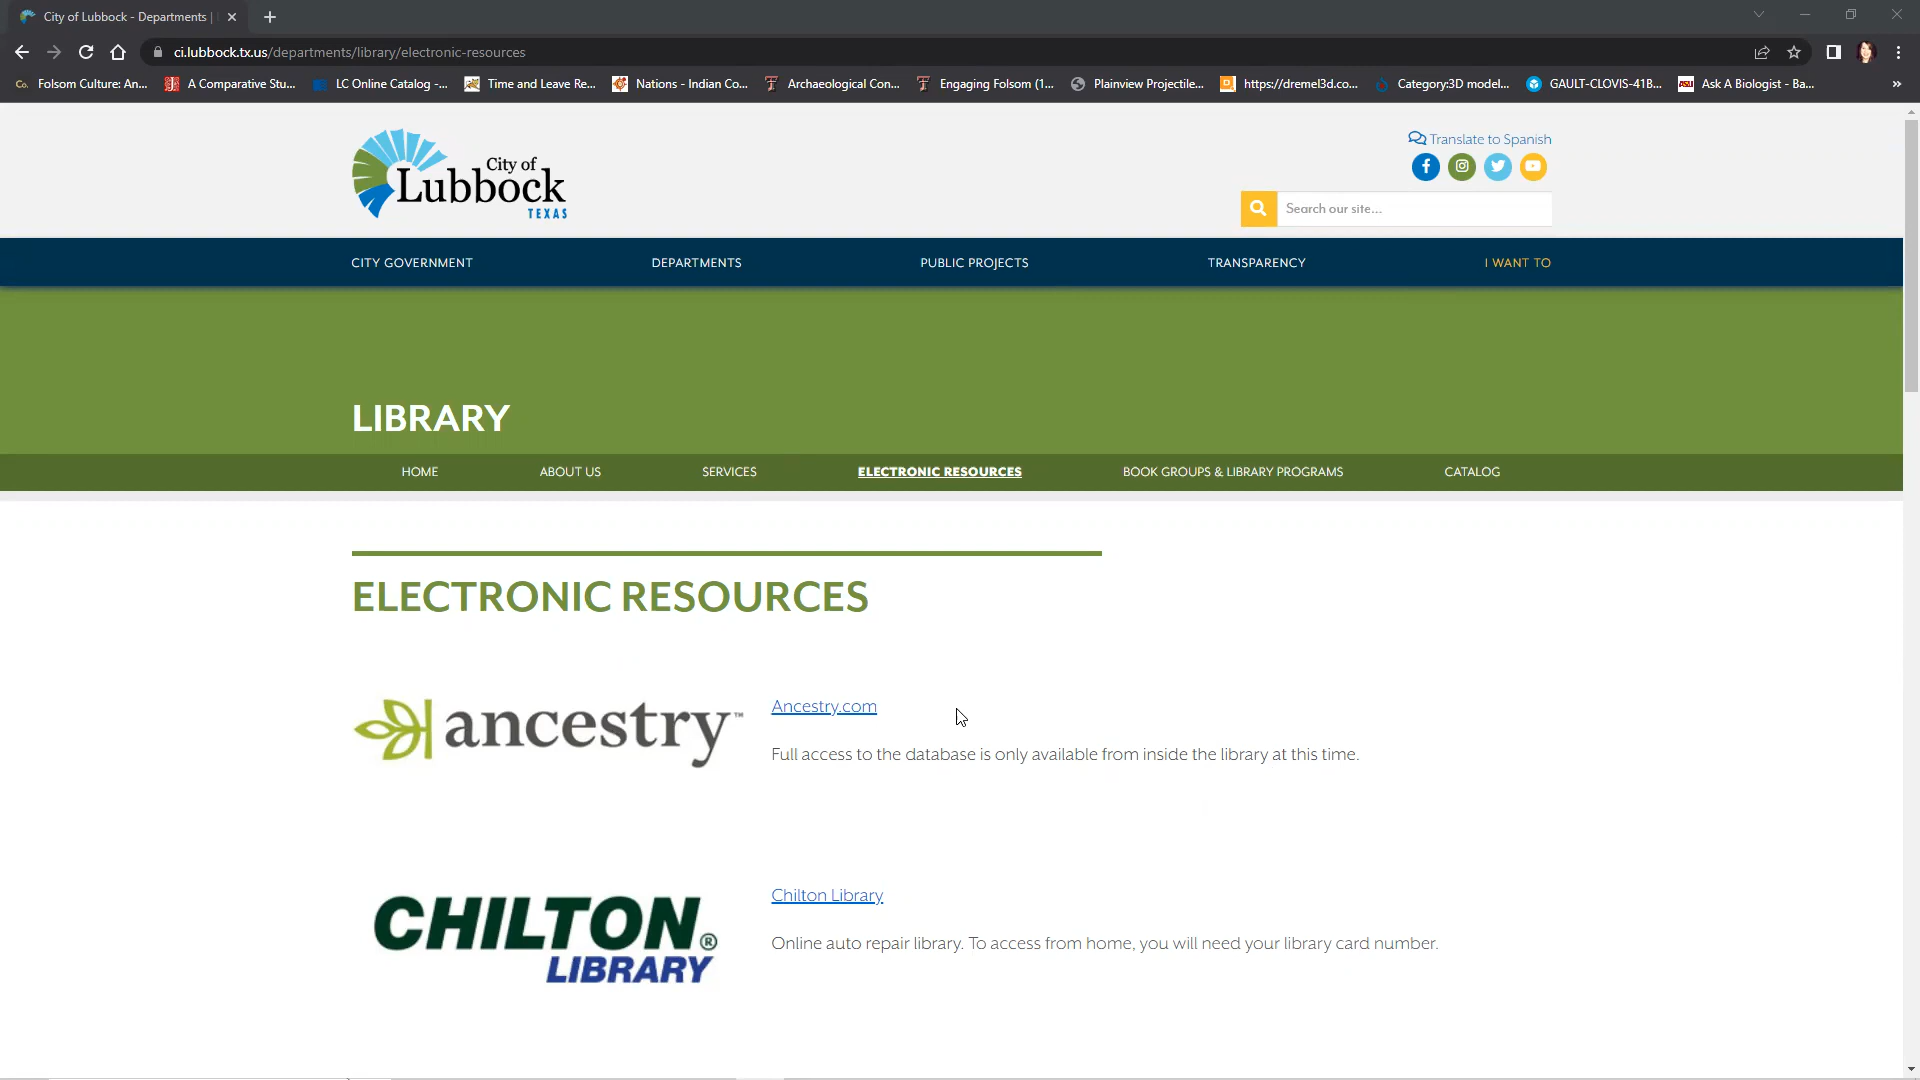 City of Lubbock - Departments |
ci.lubbock.tx.us/departments/library/electronic-resources
Co. Folsom Culture: An... A Comparative Stu... LC Online Catalog -... Time and Leave Re... Nations - Indian Co... Archaeological Con... Engaging Folsom (1... Plainview Projectile... https://dremel3d.co... Category:3D model... GAULT-CLOVIS-41B... ASU Ask A Biologist - Ba... »
City of
Lubbock
TEXAS
Translate to Spanish
Search our site...
CITY GOVERNMENT DEPARTMENTS PUBLIC PROJECTS TRANSPARENCY I WANT TO
LIBRARY
HOME ABOUT US SERVICES ELECTRONIC RESOURCES BOOK GROUPS & LIBRARY PROGRAMS CATALOG
ELECTRONIC RESOURCES
ancestry™
Ancestry.com
Full access to the database is only available from inside the library at this time.
CHILTON®
LIBRARY
Chilton Library
Online auto repair library. To access from home, you will need your library card number.